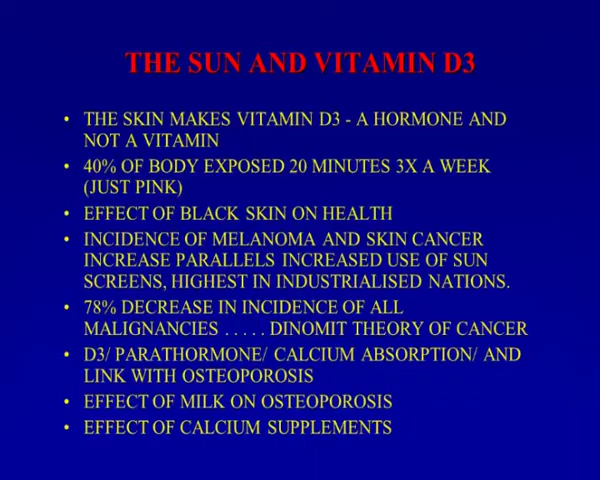 THE SUN AND VITAMIN D3
• THE SKIN MAKES VITAMIN D3 - A HORMONE AND
NOT A VITAMIN
• 40% OF BODY EXPOSED 20 MINUTES 3X A WEEK
(JUST PINK)
• EFFECT OF BLACK SKIN ON HEALTH
• INCIDENCE OF MELANOMA AND SKIN CANCER
INCREASE PARALLELS INCREASED USE OF SUN
SCREENS, HIGHEST IN INDUSTRIALISED NATIONS.
• 78% DECREASE IN INCIDENCE OF ALL
MALIGNANCIES . . . . . DINOMIT THEORY OF CANCER
• D3/ PARATHORMONE/ CALCIUM ABSORPTION/ AND
LINK WITH OSTEOPOROSIS
• EFFECT OF MILK ON OSTEOPOROSIS
• EFFECT OF CALCIUM SUPPLEMENTS